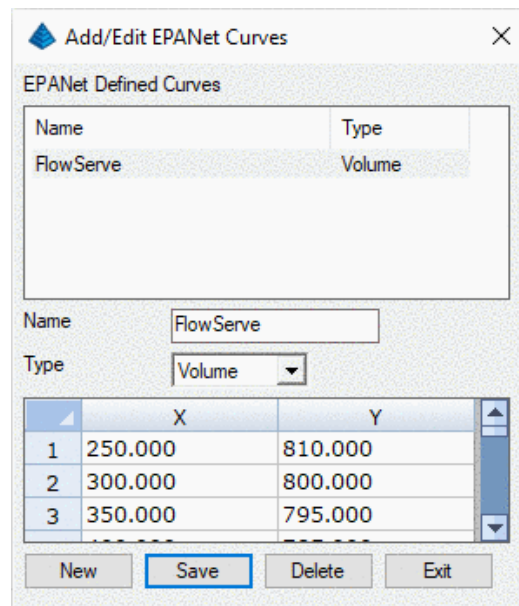 Add/Edit EPANet Curves
EPANet Defined Curves
Name Type
FlowServe Volume
Name FlowServe
Type Volume
X Y
1 250.000 810.000
2 300.000 800.000
3 350.000 795.000
New Save Delete Exit